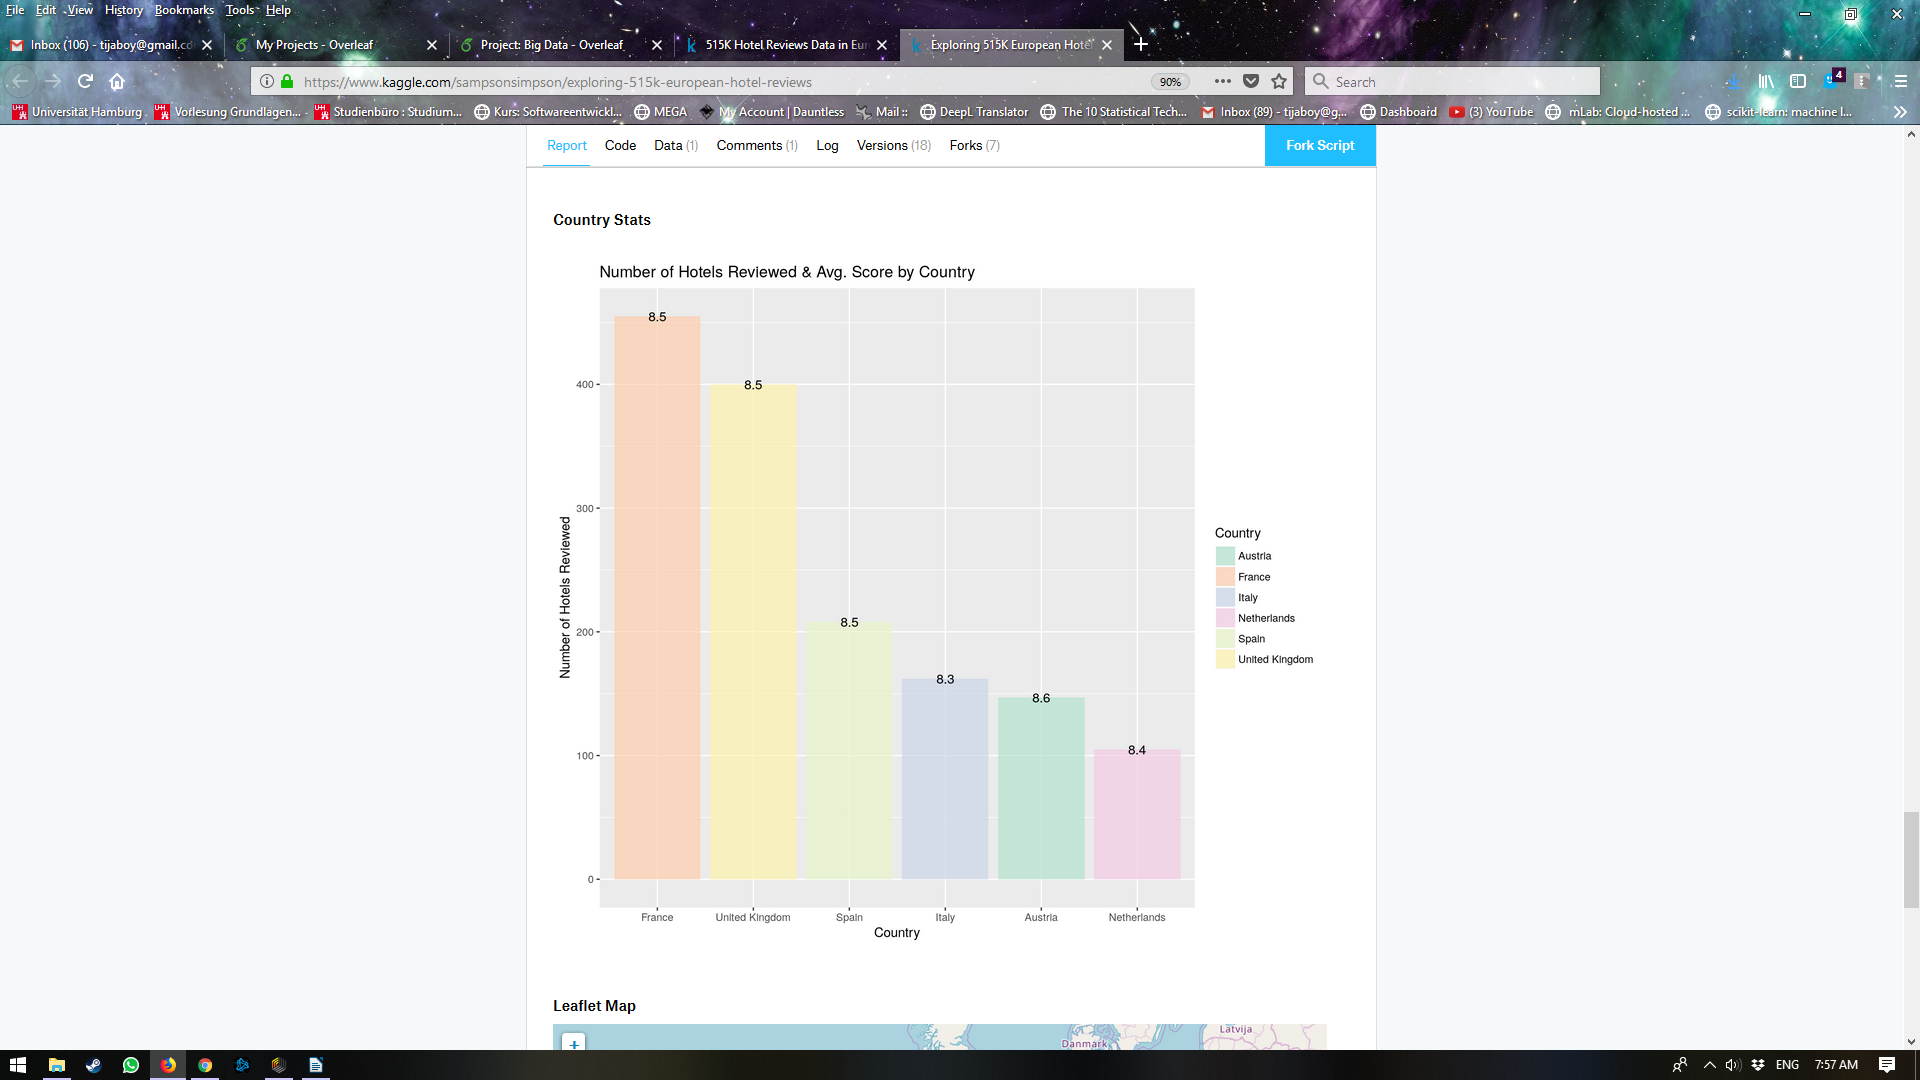 File Edit View History Bookmarks Tools Help
Inbox (106) - tijaboy@gmail.co My Projects - Overleaf Project: Big Data - Overleaf 515K Hotel Reviews Data in Eur Exploring 515K European Hotel
https://www.kaggle.com/sampsonsimpson/exploring-515k-european-hotel-reviews 90% Search 4
Universität Hamburg Vorlesung Grundlagen... Studienbüro : Studium... Kurs: Softwareentwickl... MEGA My Account | Dauntless Mail :: DeepL Translator The 10 Statistical Tech... Inbox (89) - tijaboy@g... Dashboard (3) YouTube mLab: Cloud-hosted ... scikit-learn: machine l...
Report Code Data (1) Comments (1) Log Versions (18) Forks (7) Fork Script
Country Stats
Number of Hotels Reviewed & Avg. Score by Country
8.5
400 8.5
300
Number of Hotels Reviewed
Country
Austria
France
Italy
Netherlands
Spain
United Kingdom
8.5
200
8.3
8.6
8.4
100
0
France United Kingdom Spain Italy Austria Netherlands
Country
Leaflet Map
+ Danmark Latvija
ENG 7:57 AM